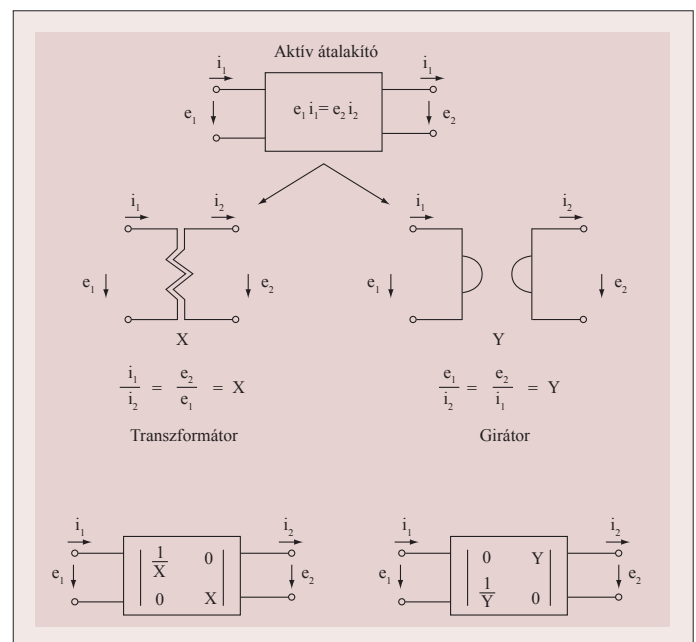 Aktív átalakító
i₁ i₁
e₁ e₁ i₁= e₂ i₂ e₂
i₁ i₂ i₁ i₂
e₁ e₂ e₁ e₂
X Y
i₁/i₂ = e₂/e₁ = X e₁/i₂ = e₂/i₁ = Y
Transzformátor Girátor
i₁ i₂ i₁ i₂
1/X 0 0 Y
e₁ e₂ e₁ e₂
0 X 1/Y 0